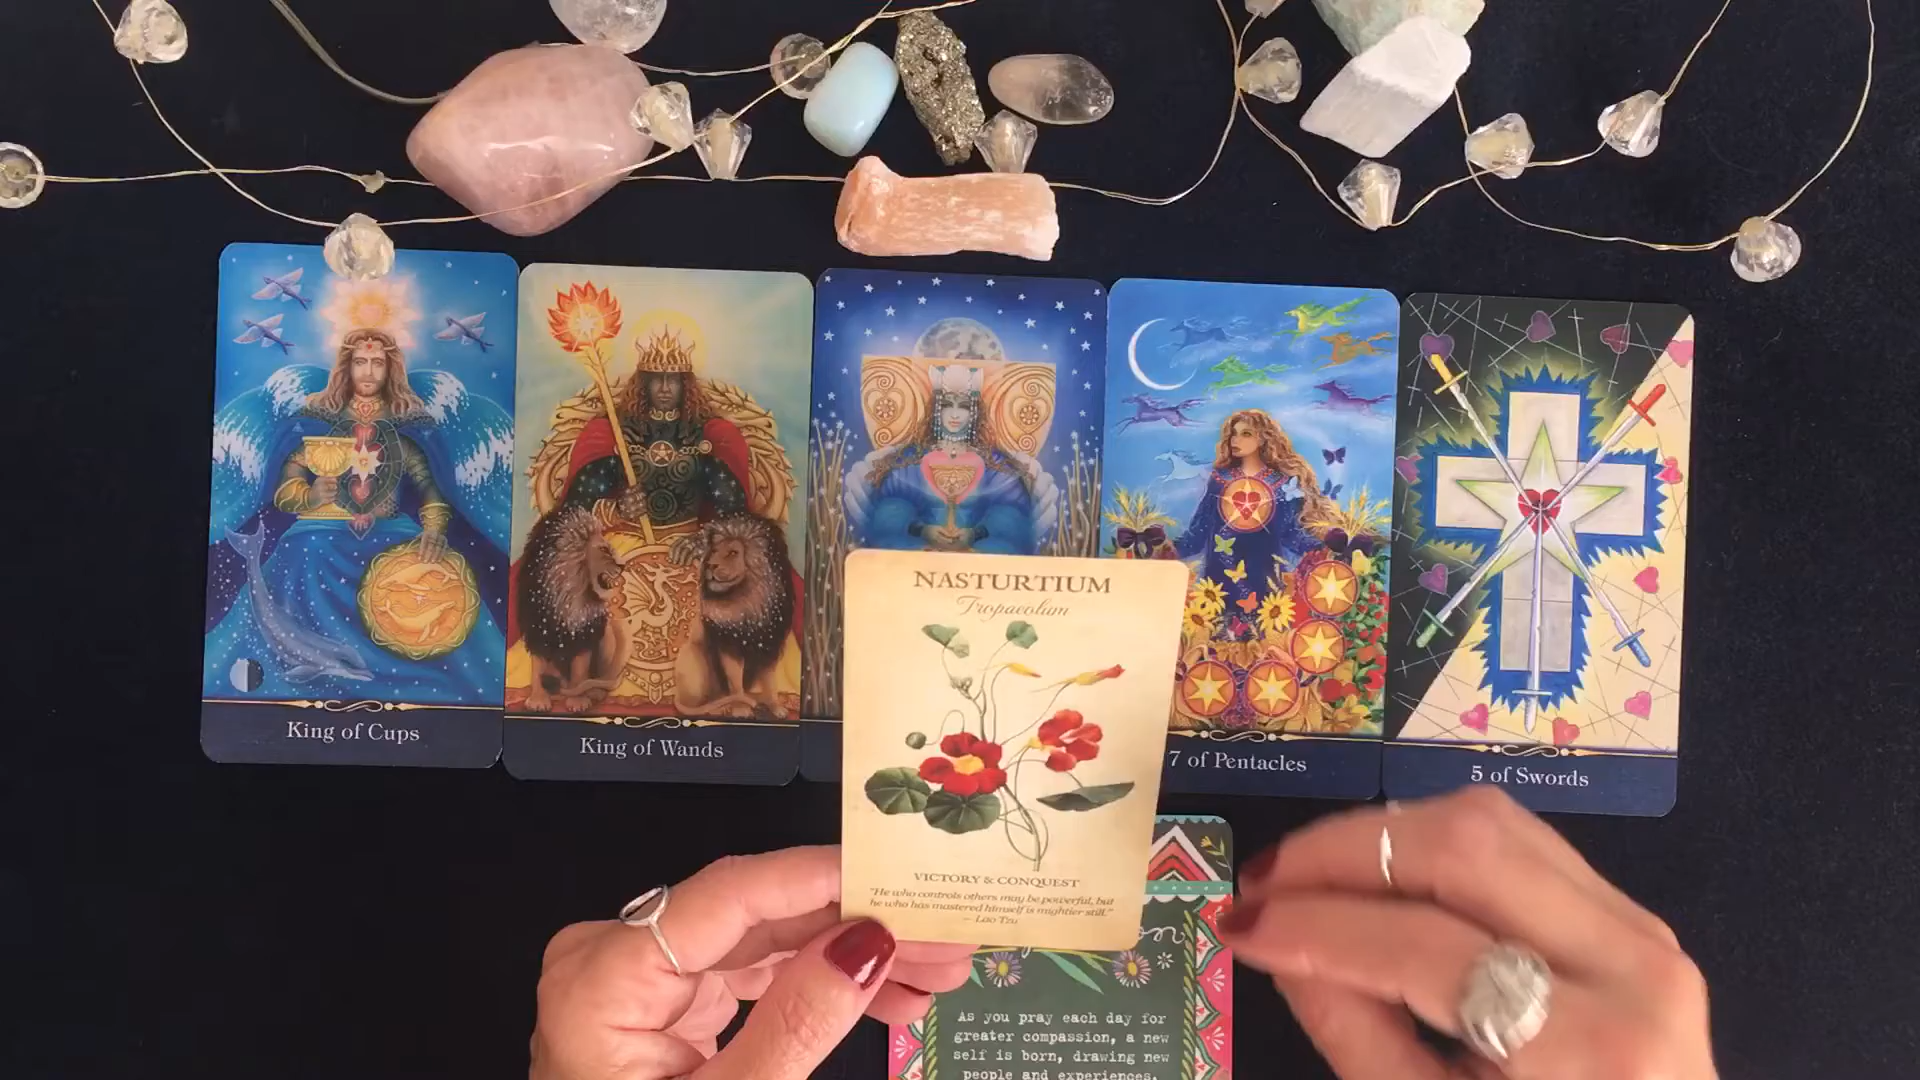 King of Cups
King of Wands
7 of Pentacles
5 of Swords
NASTURTIUM
Tropaeolum
VICTORY & CONQUEST
"He who controls others may be powerful, but
he who has mastered himself is mightier still."
— Lao Tzu
As you pray each day for
greater compassion, a new
self is born, drawing new
people and experiences.